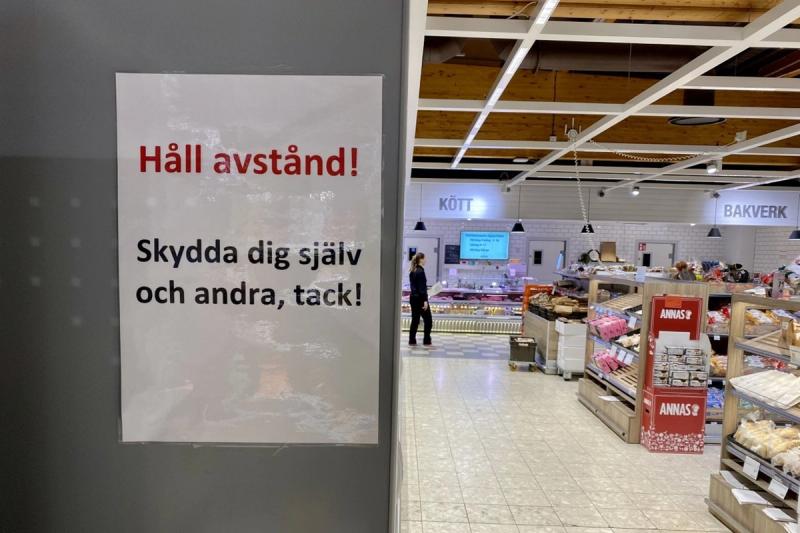 Håll avstånd!
Skydda dig själv
och andra, tack!
KÖTT
BAKVERK
ANNAS
ANNAS